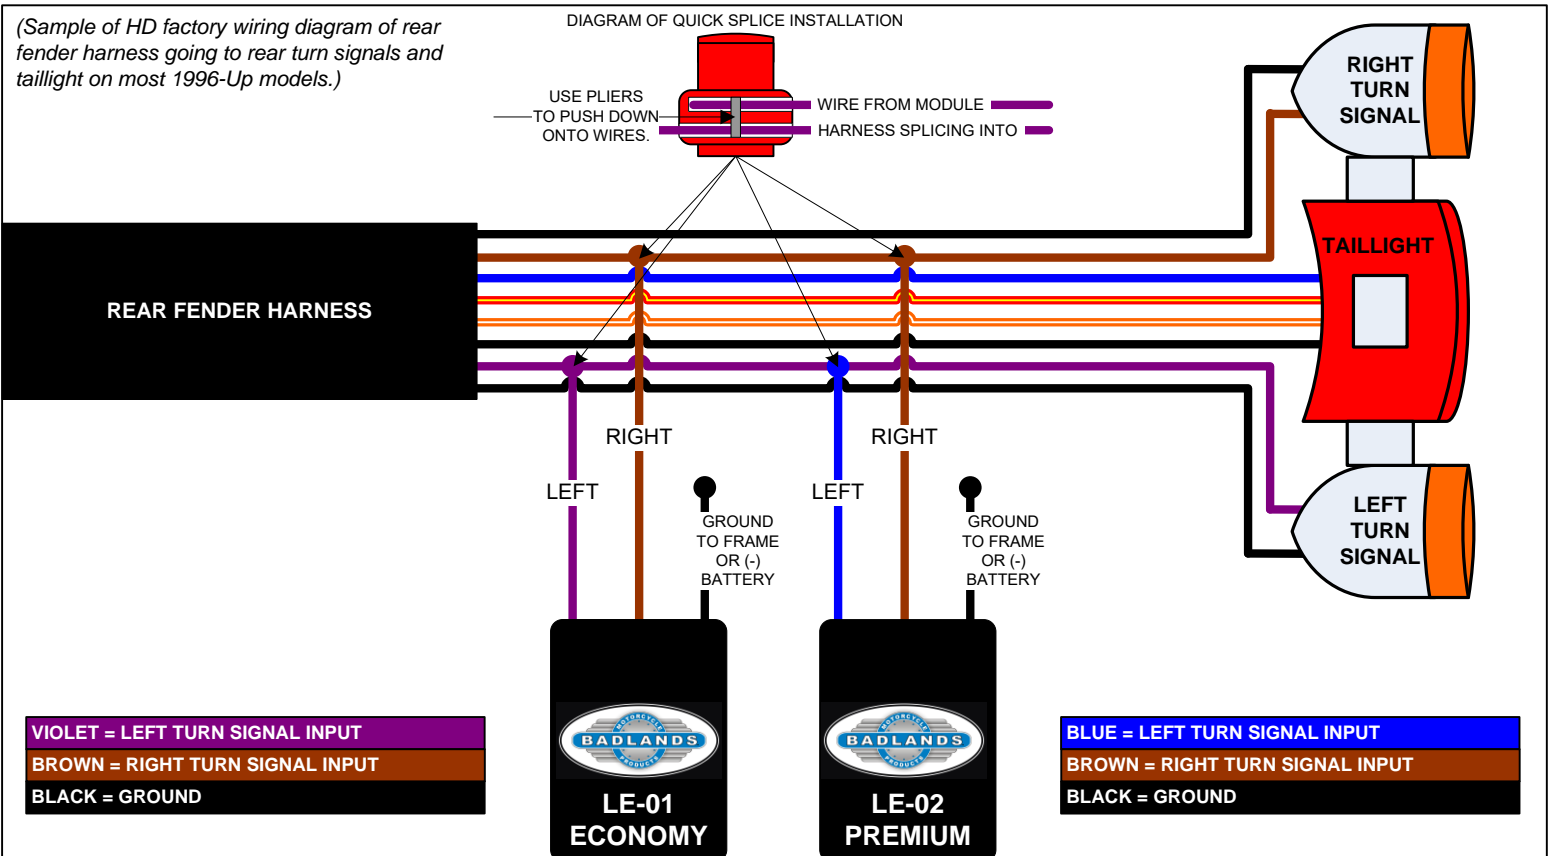 (Sample of HD factory wiring diagram of rear
fender harness going to rear turn signals and
taillight on most 1996-Up models.)
DIAGRAM OF QUICK SPLICE INSTALLATION
USE PLIERS
TO PUSH DOWN
ONTO WIRES.
WIRE FROM MODULE
HARNESS SPLICING INTO
RIGHT
TURN
SIGNAL
TAILLIGHT
REAR FENDER HARNESS
LEFT
TURN
SIGNAL
RIGHT
LEFT
GROUND
TO FRAME
OR (-)
BATTERY
RIGHT
LEFT
GROUND
TO FRAME
OR (-)
BATTERY
VIOLET = LEFT TURN SIGNAL INPUT
BROWN = RIGHT TURN SIGNAL INPUT
BLACK = GROUND
MOTORCYCLE
BADLANDS
PRODUCTS
LE-01
ECONOMY
MOTORCYCLE
BADLANDS
PRODUCTS
LE-02
PREMIUM
BLUE = LEFT TURN SIGNAL INPUT
BROWN = RIGHT TURN SIGNAL INPUT
BLACK = GROUND